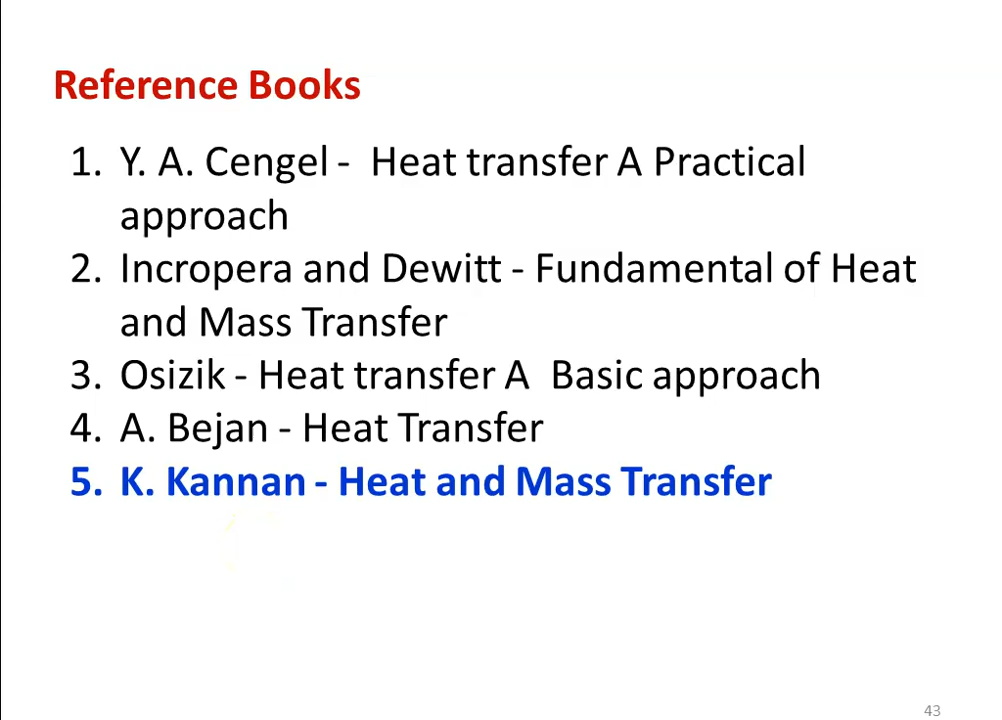 Reference Books
1. Y. A. Cengel - Heat transfer A Practical
approach
2. Incropera and Dewitt - Fundamental of Heat
and Mass Transfer
3. Osizik - Heat transfer A Basic approach
4. A. Bejan - Heat Transfer
5. K. Kannan - Heat and Mass Transfer
43